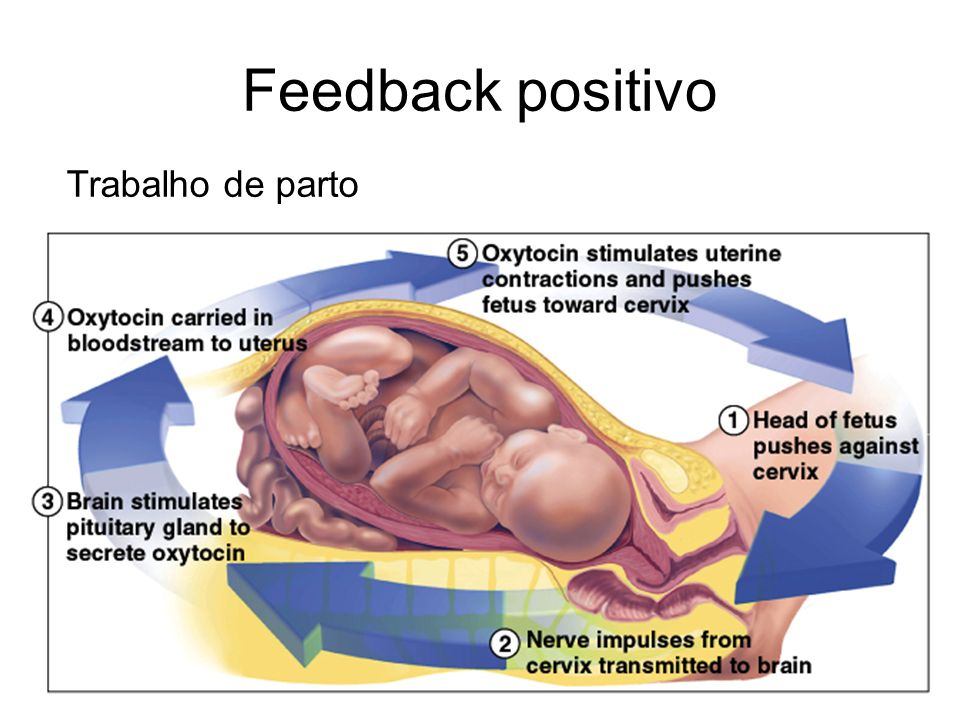 Feedback positivo
Trabalho de parto
5 Oxytocin stimulates uterine
contractions and pushes
fetus toward cervix
4 Oxytocin carried in
bloodstream to uterus
1 Head of fetus
pushes against
cervix
3 Brain stimulates
pituitary gland to
secrete oxytocin
2 Nerve impulses from
cervix transmitted to brain